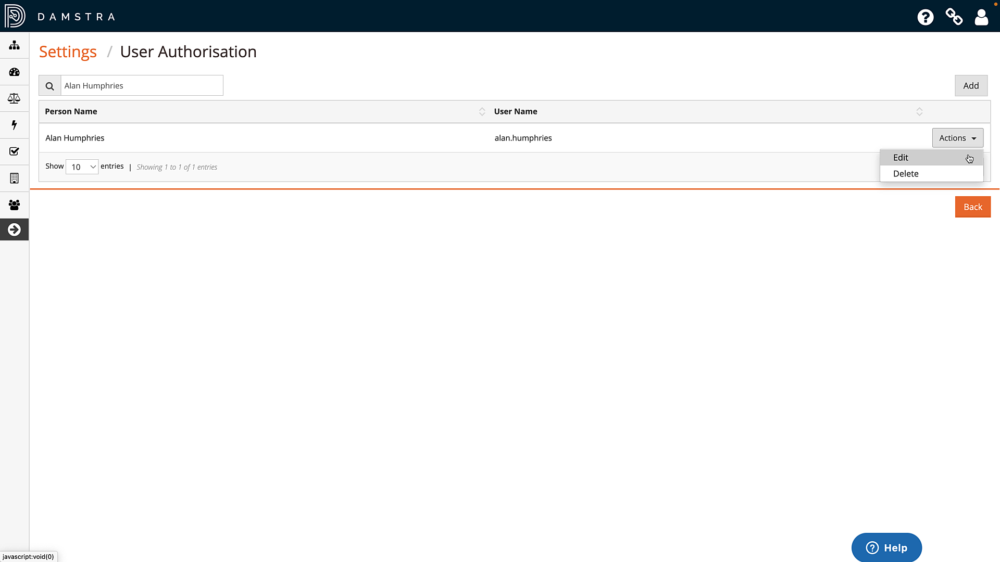 DAMSTRA
Settings / User Authorisation
Alan Humphries
Add
Person Name User Name
Alan Humphries alan.humphries Actions
Edit
Delete
Show 10 entries | Showing 1 to 1 of 1 entries
Back
Help
javascript:void(0)